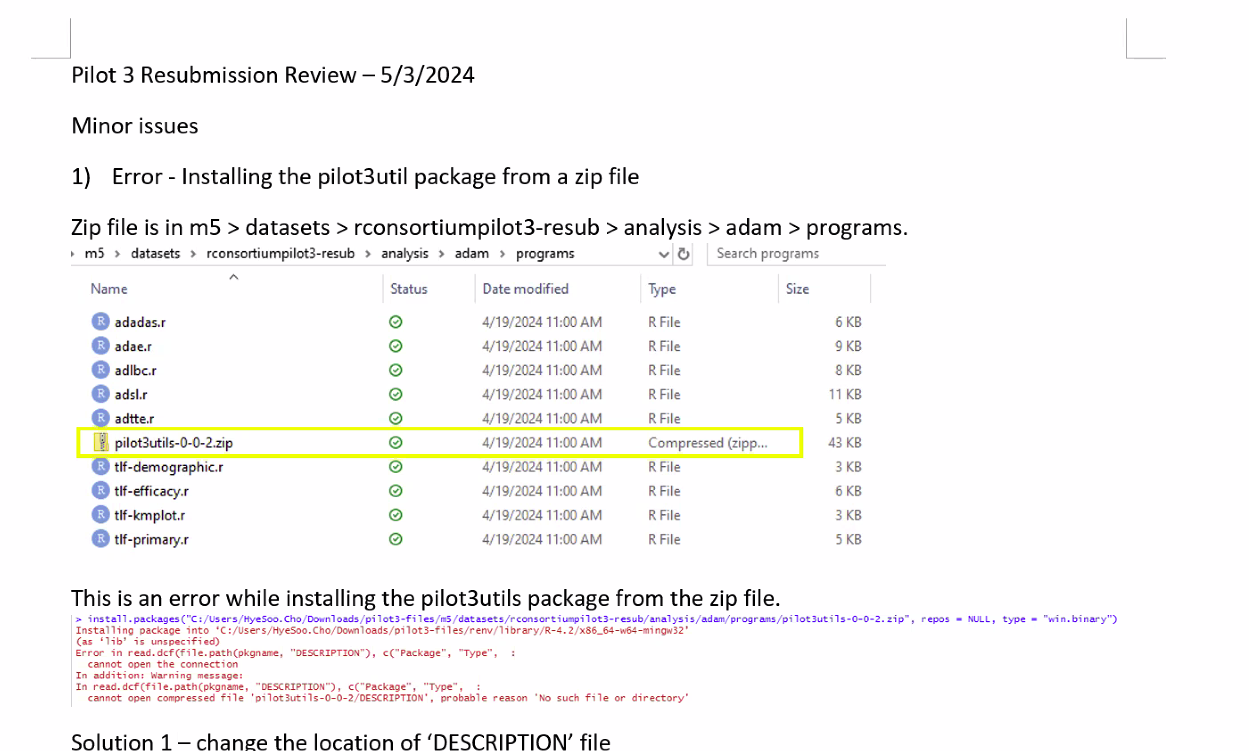 Pilot 3 Resubmission Review – 5/3/2024
Minor issues
1) Error - Installing the pilot3util package from a zip file
Zip file is in m5 > datasets > rconsortiumpilot3-resub > analysis > adam > programs.
› m5 › datasets › rconsortiumpilot3-resub › analysis › adam › programs Search programs
Name Status Date modified Type Size
adadas.r 4/19/2024 11:00 AM R File 6 KB
adae.r 4/19/2024 11:00 AM R File 9 KB
adlbc.r 4/19/2024 11:00 AM R File 8 KB
adsl.r 4/19/2024 11:00 AM R File 11 KB
adtte.r 4/19/2024 11:00 AM R File 5 KB
pilot3utils-0-0-2.zip 4/19/2024 11:00 AM Compressed (zipp... 43 KB
tlf-demographic.r 4/19/2024 11:00 AM R File 3 KB
tlf-efficacy.r 4/19/2024 11:00 AM R File 6 KB
tlf-kmplot.r 4/19/2024 11:00 AM R File 3 KB
tlf-primary.r 4/19/2024 11:00 AM R File 5 KB
This is an error while installing the pilot3utils package from the zip file.
> install.packages("C:/Users/HyeSoo.Cho/Downloads/pilot3-files/m5/datasets/rconsortiumpilot3-resub/analysis/adam/programs/pilot3utils-0-0-2.zip", repos = NULL, type = "win.binary")
Installing package into ‘C:/Users/HyeSoo.Cho/Downloads/pilot3-files/renv/library/R-4.2/x86_64-w64-mingw32’
(as ‘lib’ is unspecified)
Error in read.dcf(file.path(pkgname, "DESCRIPTION"), c("Package", "Type", :
cannot open the connection
In addition: Warning message:
In read.dcf(file.path(pkgname, "DESCRIPTION"), c("Package", "Type", :
cannot open compressed file 'pilot3utils-0-0-2/DESCRIPTION', probable reason 'No such file or directory'
Solution 1 – change the location of ‘DESCRIPTION’ file